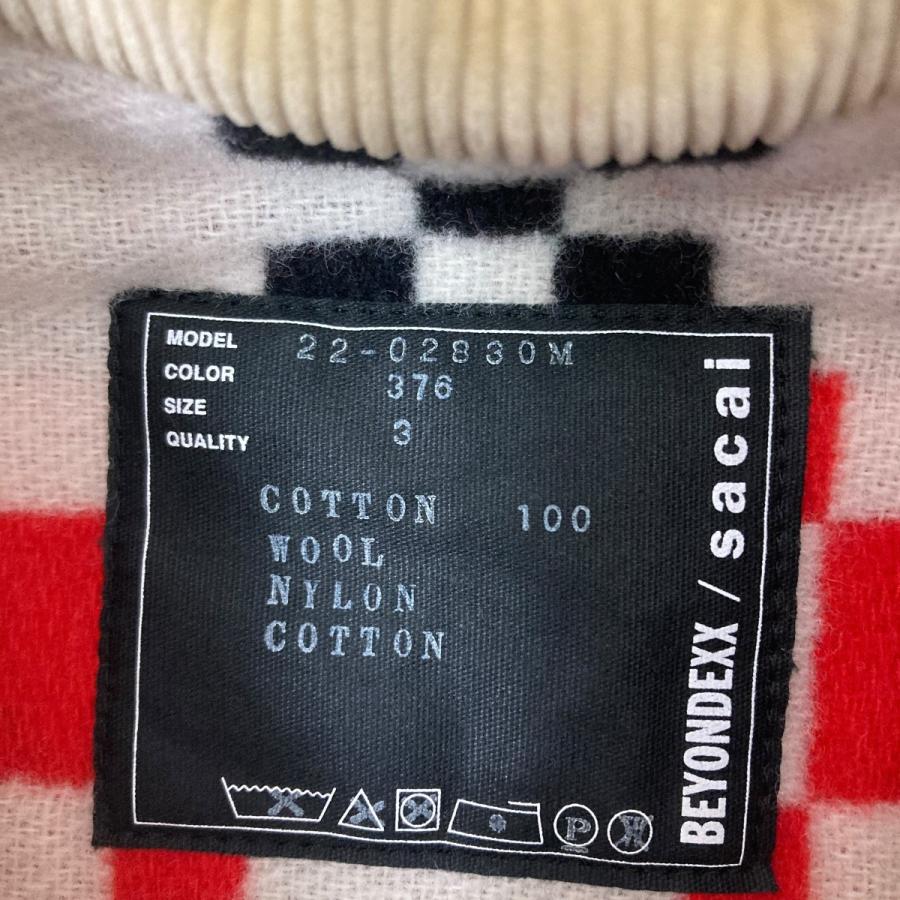 MODEL 22-02830M
COLOR 376
SIZE 3
QUALITY
COTTON 100
WOOL
NYLON
COTTON
P
W
BEYONDEXX / sacai